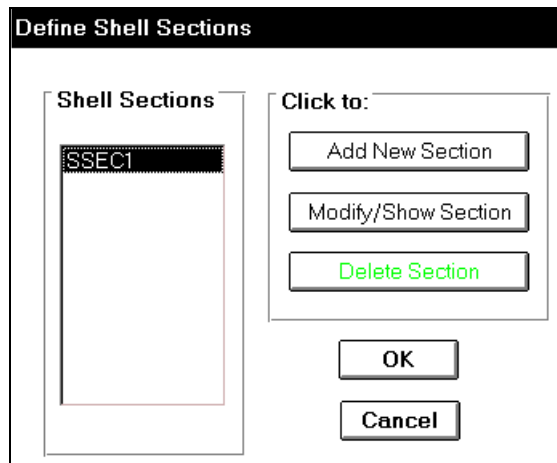 Define Shell Sections
Shell Sections
SSEC1
Click to:
Add New Section
Modify/Show Section
Delete Section
OK
Cancel